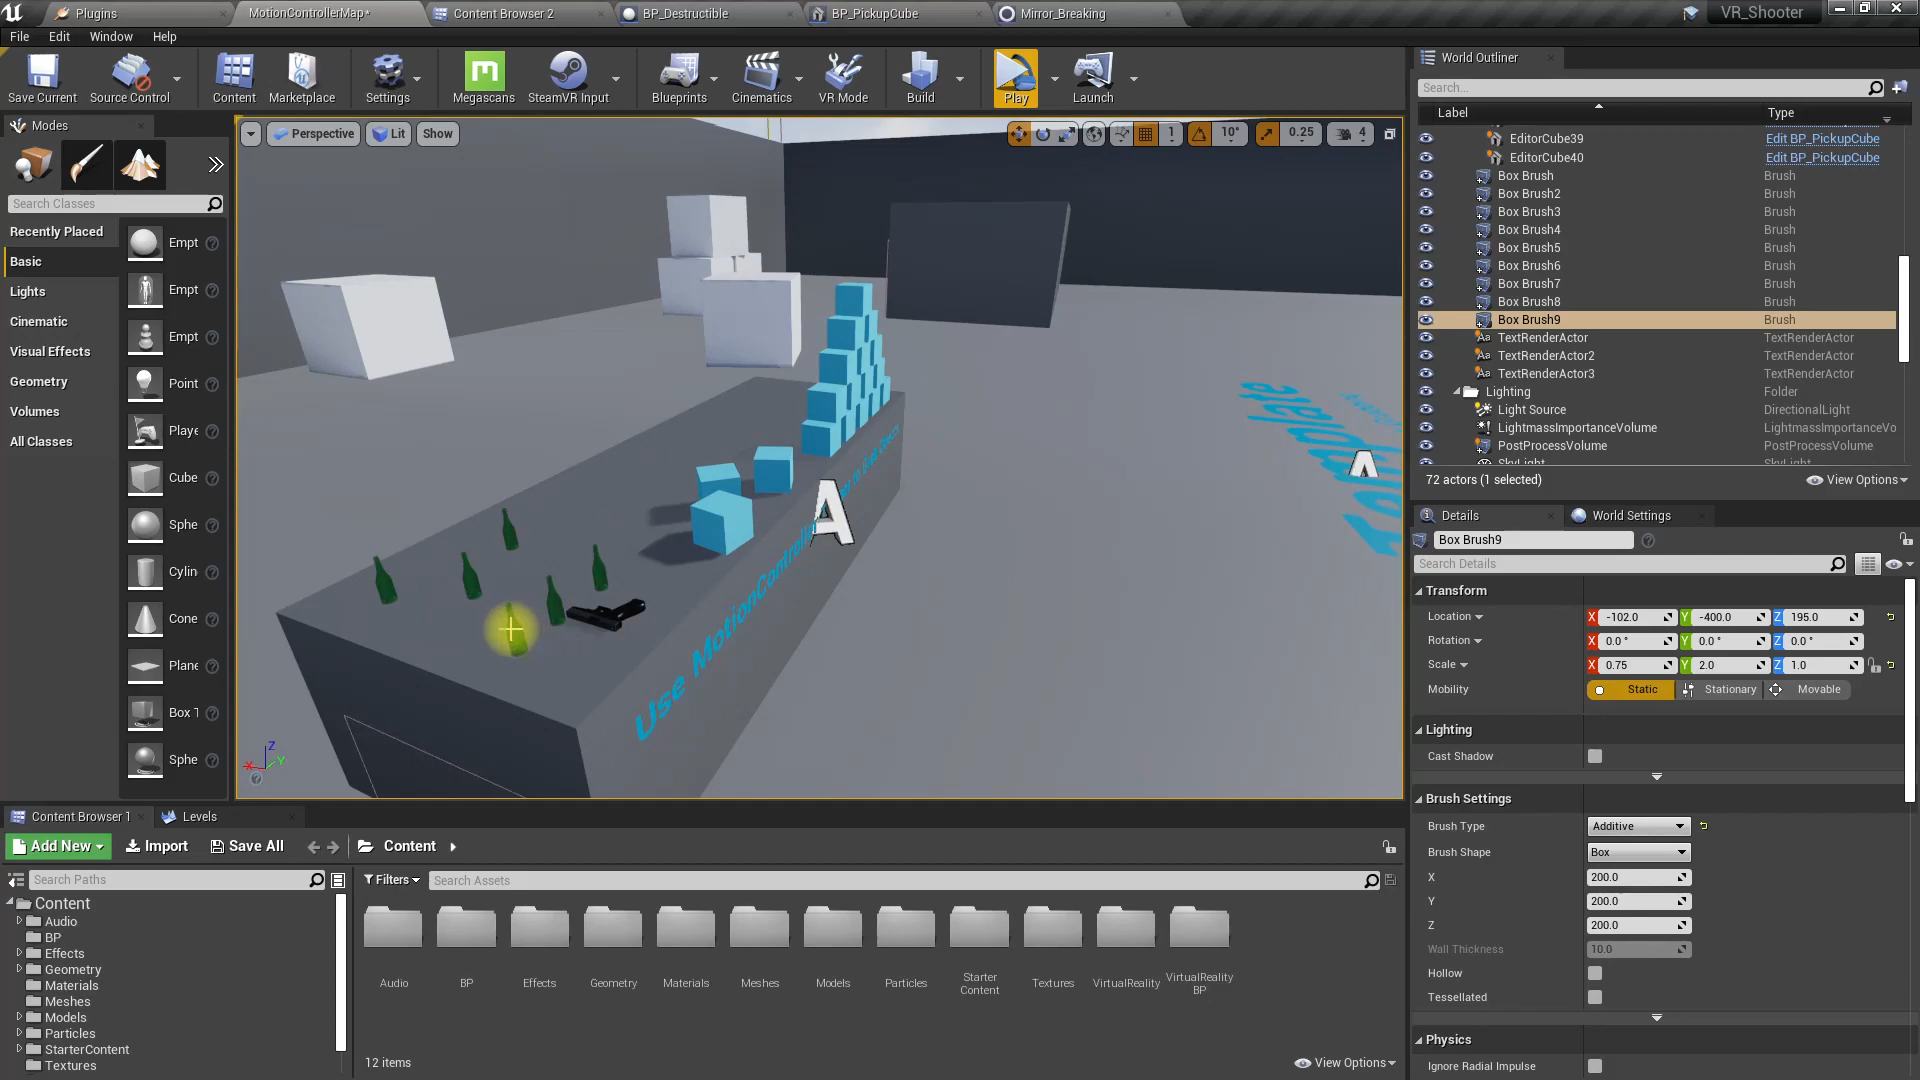 Plugins
MotionControllerMap*
Content Browser 2
BP_Destructible
BP_PickupCube
Mirror_Breaking
VR_Shooter
File Edit Window Help
Save Current
Source Control
Content
Marketplace
Settings
Megascans
SteamVR Input
Blueprints
Cinematics
VR Mode
Build
Play
Launch
Modes
Search Classes
Recently Placed
Basic
Lights
Cinematic
Visual Effects
Geometry
Volumes
All Classes
Empt
Empt
Empt
Point
Playe
Cube
Sphe
Cylin
Cone
Plane
Box T
Sphe
Perspective
Lit
Show
1
10°
0.25
4
Use MotionController
A
A
X
Z
Y
World Outliner
Search...
Label Type
EditorCube39 Edit BP_PickupCube
EditorCube40 Edit BP_PickupCube
Box Brush Brush
Box Brush2 Brush
Box Brush3 Brush
Box Brush4 Brush
Box Brush5 Brush
Box Brush6 Brush
Box Brush7 Brush
Box Brush8 Brush
Box Brush9 Brush
TextRenderActor TextRenderActor
TextRenderActor2 TextRenderActor
TextRenderActor3 TextRenderActor
Lighting Folder
Light Source DirectionalLight
LightmassImportanceVolume LightmassImportanceVo
PostProcessVolume PostProcessVolume
SkyLight SkyLight
72 actors (1 selected)
View Options
Details
World Settings
Box Brush9
Search Details
Transform
Location X -102.0 Y -400.0 Z 195.0
Rotation X 0.0 ° Y 0.0 ° Z 0.0 °
Scale X 0.75 Y 2.0 Z 1.0
Mobility Static Stationary Movable
Lighting
Cast Shadow
Brush Settings
Brush Type Additive
Brush Shape Box
X 200.0
Y 200.0
Z 200.0
Wall Thickness 10.0
Hollow
Tessellated
Physics
Ignore Radial Impulse
Content Browser 1
Levels
Add New
Import
Save All
Content
Search Paths
Filters
Search Assets
Content
Audio
BP
Effects
Geometry
Materials
Meshes
Models
Particles
StarterContent
Textures
Audio
BP
Effects
Geometry
Materials
Meshes
Models
Particles
Starter
Content
Textures
VirtualReality
VirtualReality
BP
12 items
View Options